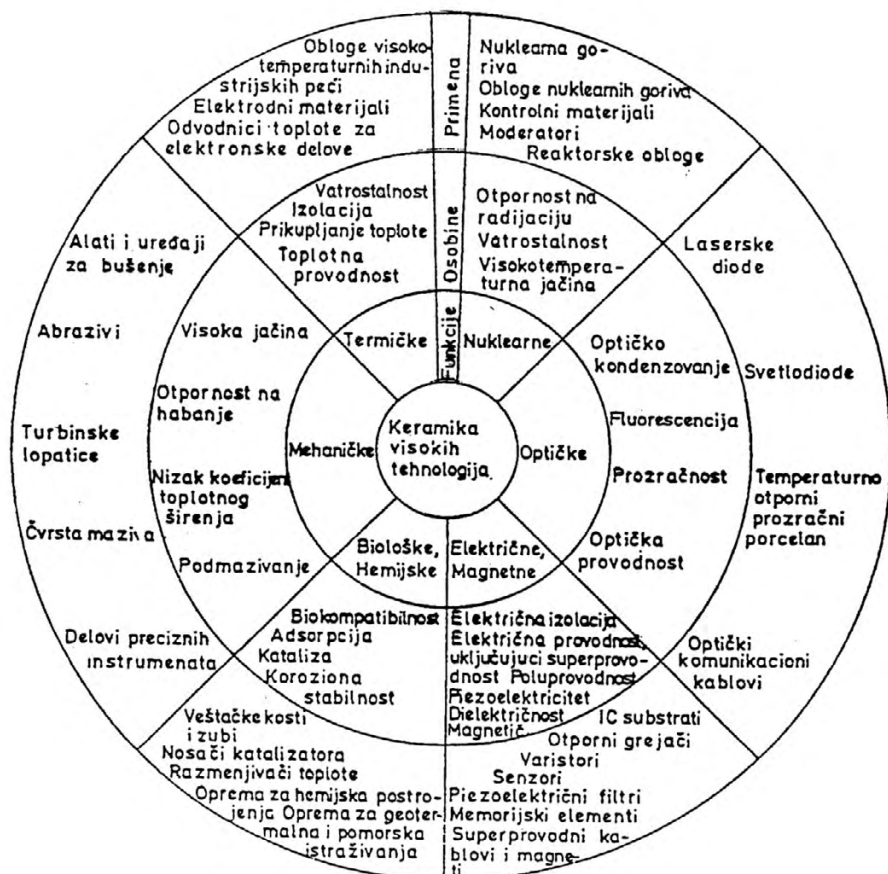 Primena
Osobine
Funkcije
Keramika
visokih
tehnologija
Obloge visoko-
temperaturnih indu-
strijskih peći
Elektrodni materijali
Odvodnici toplote za
elektronske delove
Vatrostalnost
Izolacija
Prikupljanje toplote
Toplotna
provodnost
Termičke
Nuklearna go-
riva
Obloge nuklearnih goriva
Kontrolni materijali
Moderatori
Reaktorske obloge
Otpornost na
radijaciju
Vatrostalnost
Visokotempera-
turna jačina
Nuklearne
Laserske
diode
Svetlodiode
Temperaturno
otporni
prozračni
porcelan
Optički
komunikacioni
kablovi
Optičko
kondenzovanje
Fluorescencija
Prozračnost
Optička
provodnost
Optičke
Električne,
Magnetne
Električna izolacija
Električna provodnost,
uključujuci superprovo-
dnost Poluprovodnost
Piezoelektricitet
Dielektričnost
Magnetič.
IC substrati
Otporni grejači
Varistori
Senzori
Piezoelektrični filtri
Memorijski elementi
Superprovodni ka-
blovi i magne-
ti
Biološke,
Hemijske
Biokompatibilnost
Adsorpcija
Kataliza
Koroziona
stabilnost
Veštačke kosti
i zubi
Nosači katalizatora
Razmenjivači toplote
Oprema za hemijska postro-
jenja Oprema za geoter-
malna i pomorska
istraživanja
Mehaničke
Visoka jačina
Otpornost na
habanje
Nizak koeficijent
toplotnog
širenja
Podmazivanje
Alati i uređaji
za bušenje
Abrazivi
Turbinske
lopatice
Čvrsta maziva
Delovi preciznih
instrumenata